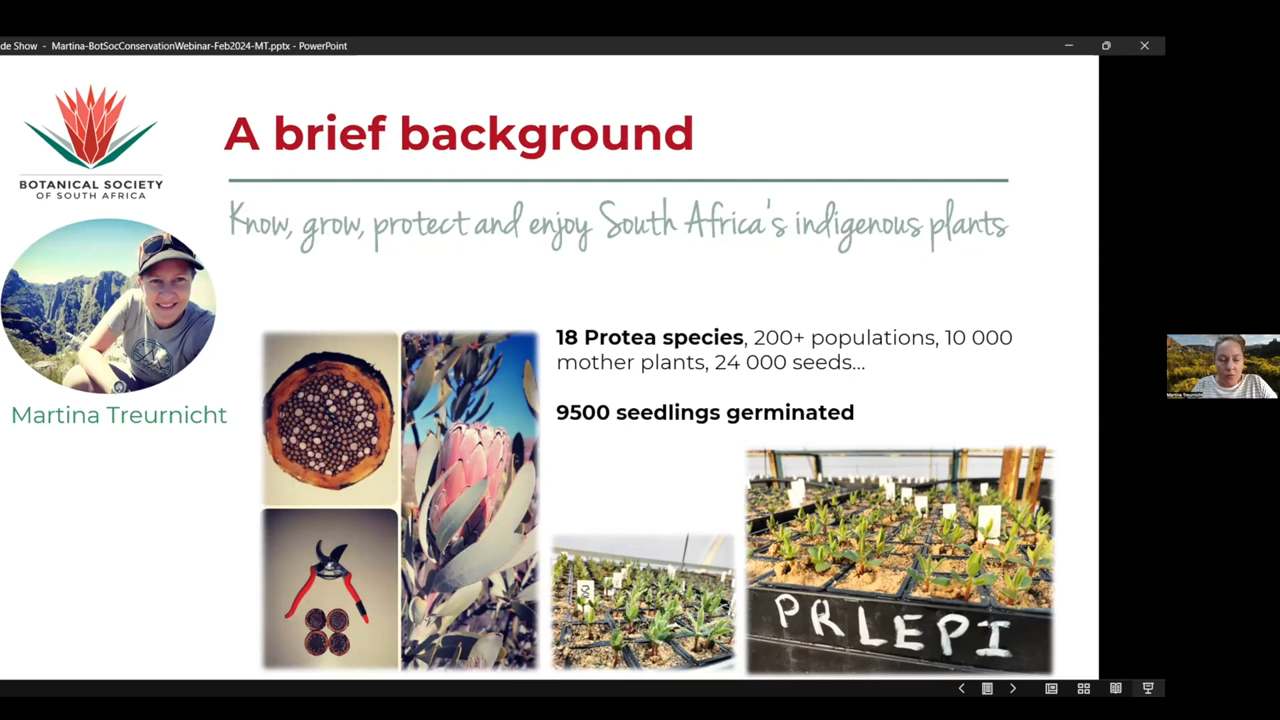 de Show - Martina-BotSocConservationWebinar-Feb2024-MT.pptx - PowerPoint
BOTANICAL SOCIETY
OF SOUTH AFRICA
A brief background
Know, grow, protect and enjoy South Africa's indigenous plants
Martina Treurnicht
18 Protea species, 200+ populations, 10 000
mother plants, 24 000 seeds...
9500 seedlings germinated
PRLEPI
Martina Treurnicht